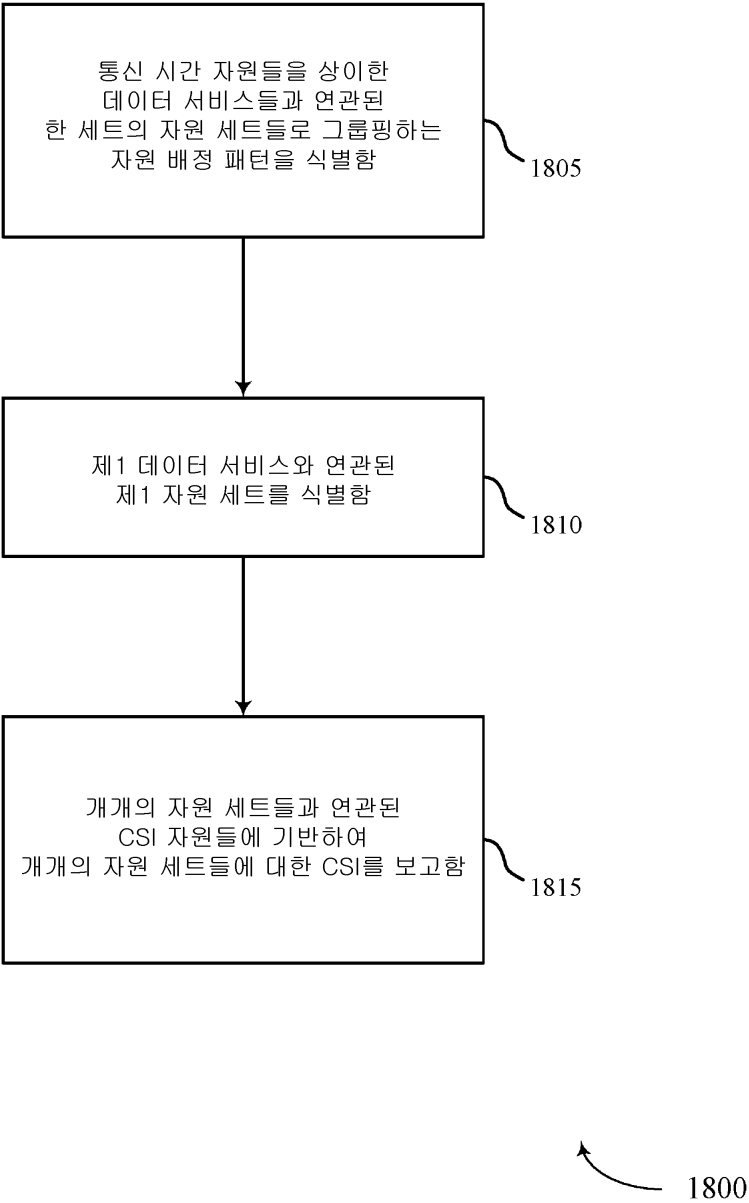 통신 시간 자원들을 상이한
데이터 서비스들과 연관된
한 세트의 자원 세트들로 그룹핑하는
자원 배정 패턴을 식별함
1805
제1 데이터 서비스와 연관된
제1 자원 세트를 식별함
1810
개개의 자원 세트들과 연관된
CSI 자원들에 기반하여
개개의 자원 세트들에 대한 CSI를 보고함
1815
1800